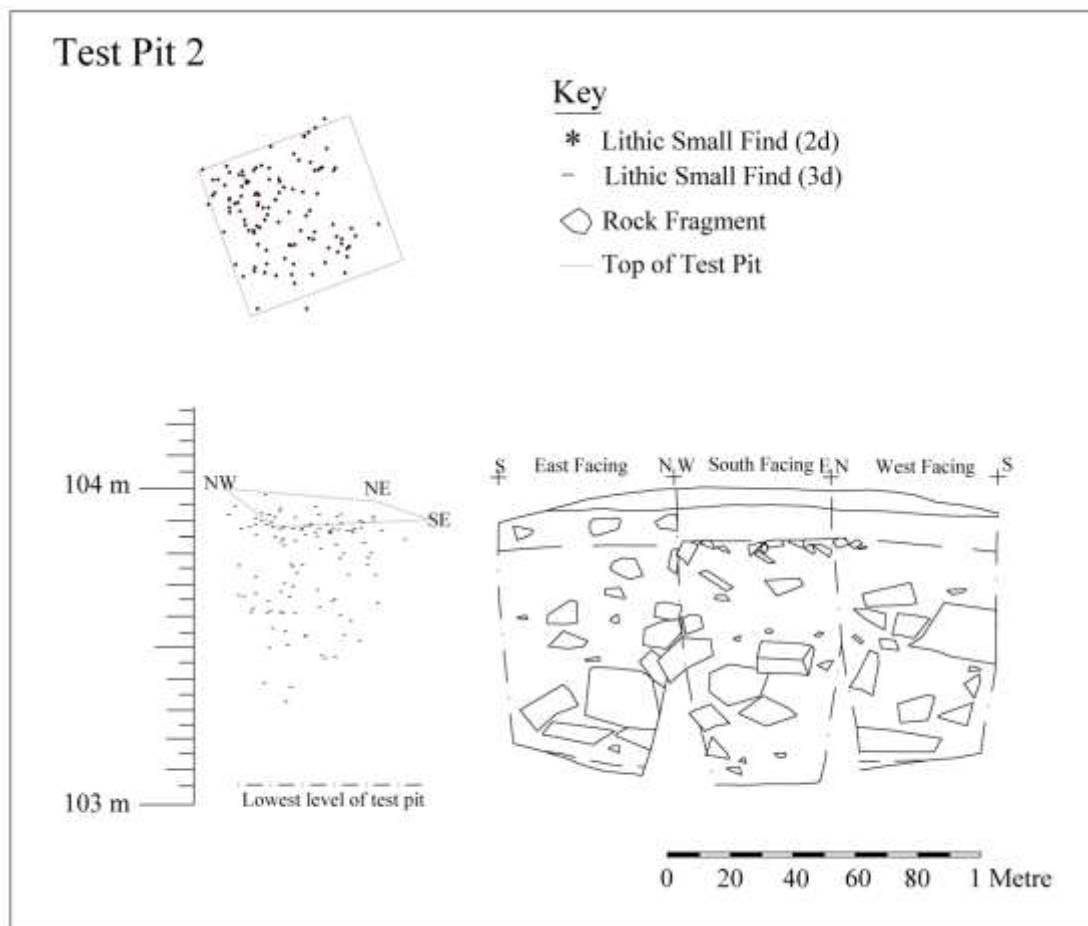 Test Pit 2
Key
* Lithic Small Find (2d)
- Lithic Small Find (3d)
Rock Fragment
Top of Test Pit
104 m
NW
NE
SE
103 m
Lowest level of test pit
S East Facing N W South Facing E N West Facing S
0 20 40 60 80 1 Metre